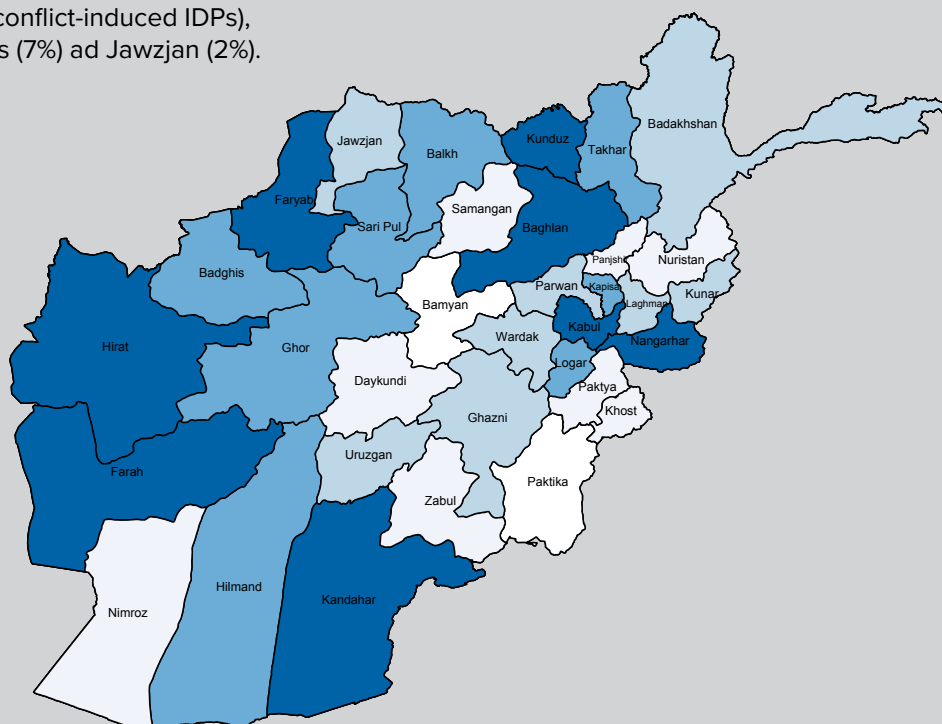 conflict-induced IDPs),
s (7%) ad Jawzjan (2%).
Badakhshan
Jawzjan
Balkh
Kunduz
Takhar
Faryab
Samangan
Sari Pul
Baghlan
Badghis
Panjshir
Nuristan
Parwan
Kapisa
Kunar
Bamyan
Laghman
Hirat
Ghor
Wardak
Kabul
Nangarhar
Logar
Daykundi
Paktya
Khost
Ghazni
Uruzgan
Farah
Paktika
Zabul
Hilmand
Kandahar
Nimroz